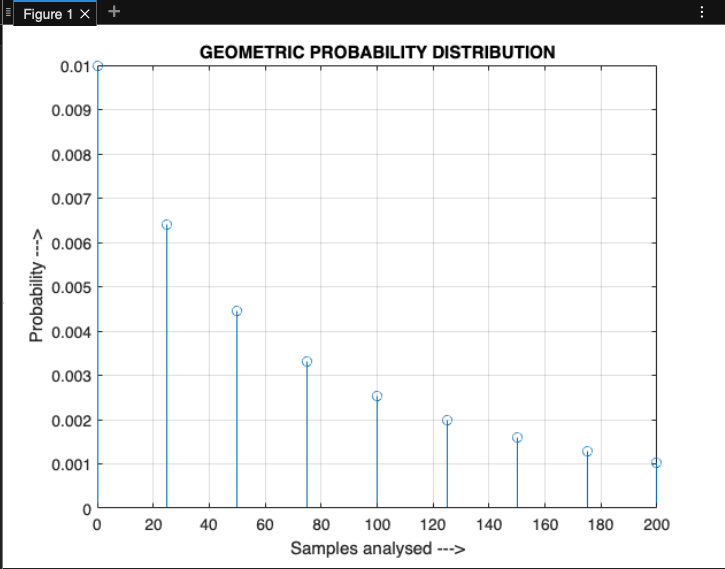 Figure 1
GEOMETRIC PROBABILITY DISTRIBUTION
0.01
0.009
0.008
0.007
0.006
0.005
0.004
0.003
0.002
0.001
0
Probability --->
0 20 40 60 80 100 120 140 160 180 200
Samples analysed --->